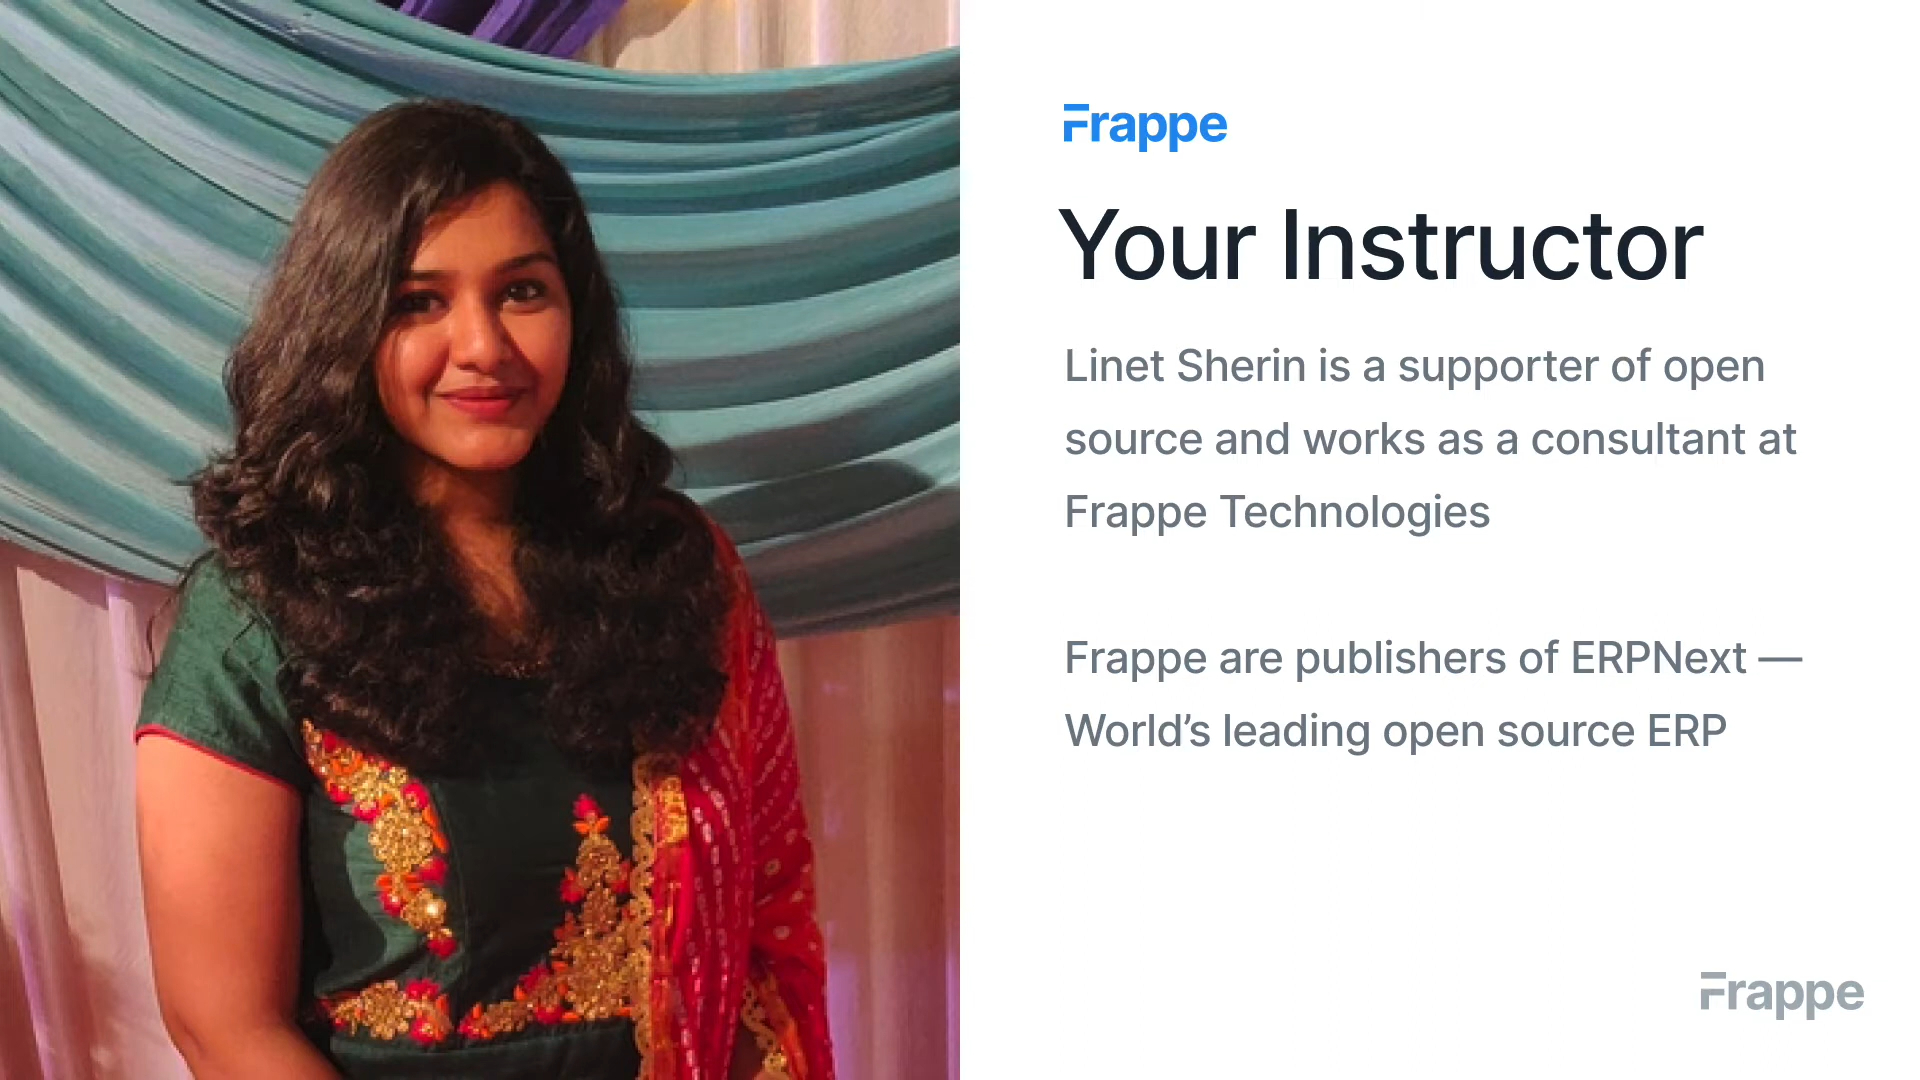 Frappe
Your Instructor
Linet Sherin is a supporter of open
source and works as a consultant at
Frappe Technologies
Frappe are publishers of ERPNext —
World’s leading open source ERP
Frappe